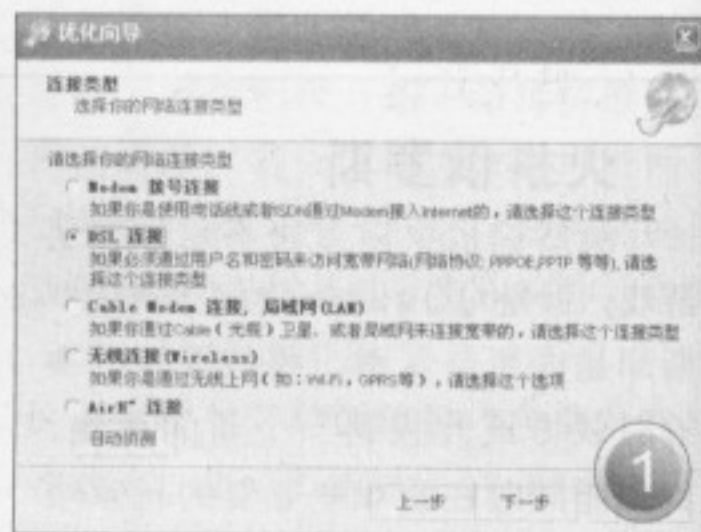 优化向导
连接类型
选择你的网络连接类型
请选择你的网络连接类型
Modem 拨号连接
如果你是使用电话线或者ISDN通过Modem接入Internet的，请选择这个连接类型
DSL 连接
如果必须通过用户名和密码来访问宽带网络(网络协议: PPPOE,PPTP 等等),请选
择这个连接类型
Cable Modem 连接, 局域网(LAN)
如果你通过Cable（光缆）卫星、或者局域网来连接宽带的，请选择这个连接类型
无线连接(Wireless)
如果你是通过无线上网（如：Wi-Fi，GPRS等），请选择这个选项
AirH" 连接
自动侦测
上一步 下一步
1